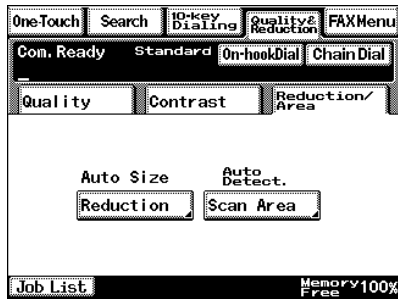 One-Touch Search 10-key Dialing Quality& Reduction FAX Menu
Com. Ready Standard On-hookDial Chain Dial
Quality Contrast Reduction/ Area
Auto Size Auto Detect.
Reduction Scan Area
Job List Memory Free 100%